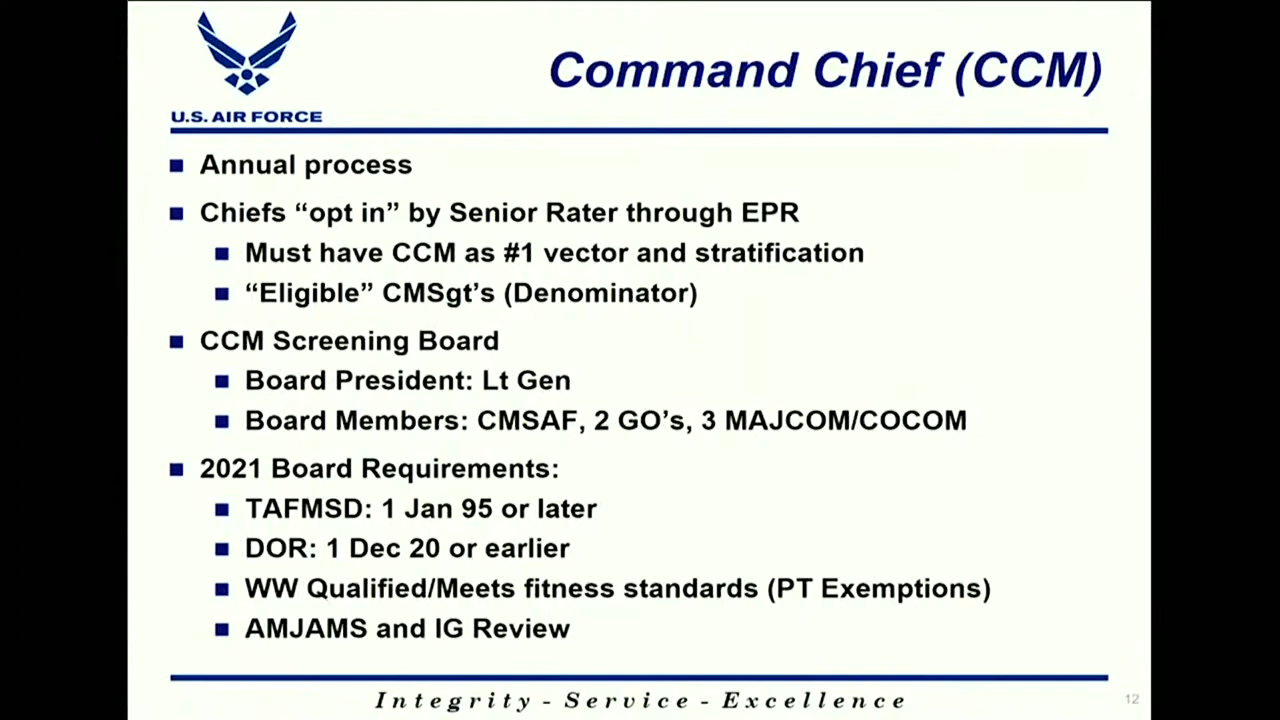 U.S. AIR FORCE
Command Chief (CCM)
■ Annual process
■ Chiefs “opt in” by Senior Rater through EPR
■ Must have CCM as #1 vector and stratification
■ “Eligible” CMSgt’s (Denominator)
■ CCM Screening Board
■ Board President: Lt Gen
■ Board Members: CMSAF, 2 GO’s, 3 MAJCOM/COCOM
■ 2021 Board Requirements:
■ TAFMSD: 1 Jan 95 or later
■ DOR: 1 Dec 20 or earlier
■ WW Qualified/Meets fitness standards (PT Exemptions)
■ AMJAMS and IG Review
Integrity - Service - Excellence
12